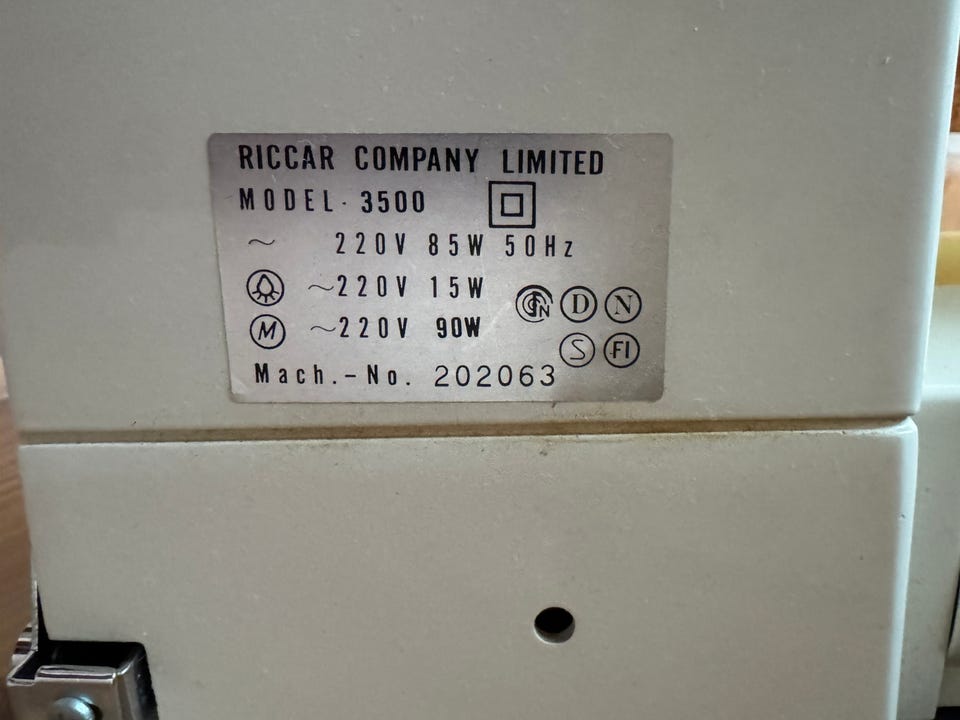 RICCAR COMPANY LIMITED
MODEL· 3500
~ 220V 85W 50Hz
~220V 15W
M ~220V 90W
D N
S FI
Mach.-No. 202063